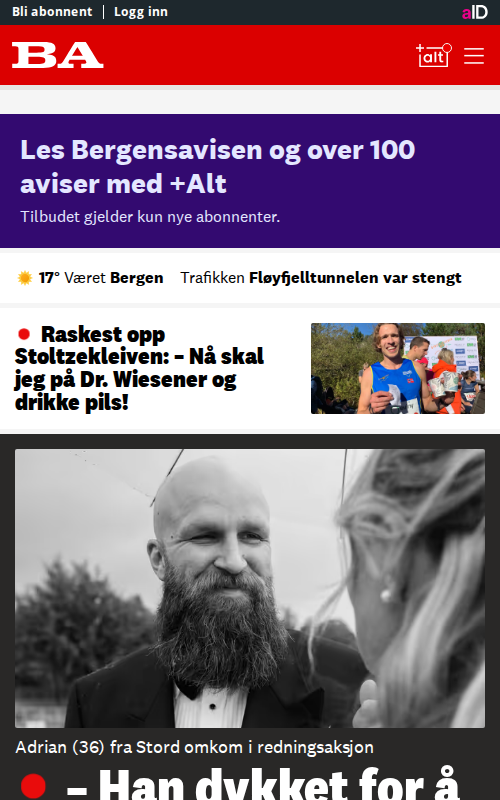 Bli abonnent | Logg inn
aID
BA
+alt
Les Bergensavisen og over 100
aviser med +Alt
Tilbudet gjelder kun nye abonnenter.
17° Været Bergen Trafikken Fløyfjelltunnelen var stengt
Raskest opp
Stoltzekleiven: – Nå skal
jeg på Dr. Wiesener og
drikke pils!
Adrian (36) fra Stord omkom i redningsaksjon
– Han dykket for å